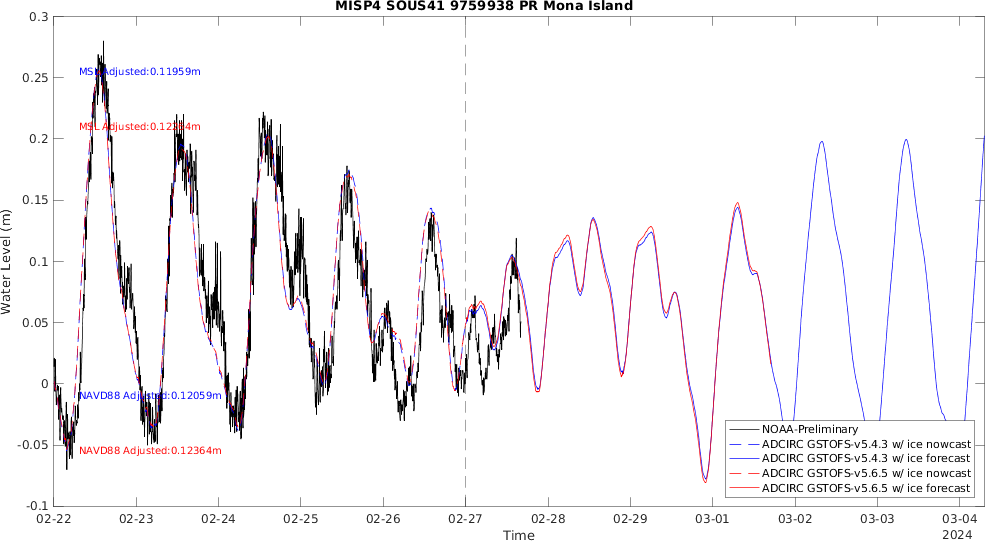 MISP4 SOUS41 9759938 PR Mona Island
0.3
0.25
0.2
0.15
0.1
0.05
0
-0.05
-0.1
Water Level (m)
MSL Adjusted:0.11959m
MSL Adjusted:
NAVD88 Adjusted:0.12059m
NAVD88 Adjusted:0.12364m
NOAA-Preliminary
ADCIRC GSTOFS-v5.4.3 w/ ice nowcast
ADCIRC GSTOFS-v5.4.3 w/ ice forecast
ADCIRC GSTOFS-v5.6.5 w/ ice nowcast
ADCIRC GSTOFS-v5.6.5 w/ ice forecast
02-22 02-23 02-24 02-25 02-26 02-27 02-28 02-29 03-01 03-02 03-03 03-04
Time
2024